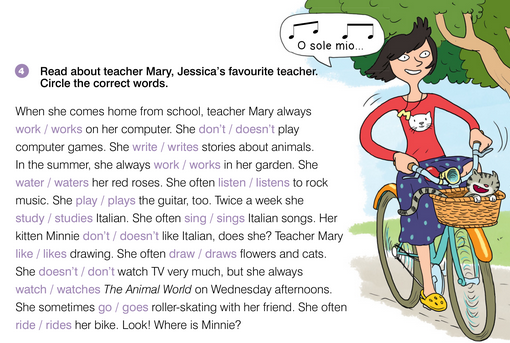 O sole mio...
4 Read about teacher Mary, Jessica's favourite teacher.
Circle the correct words.
When she comes home from school, teacher Mary always
work / works on her computer. She don't / doesn't play
computer games. She write / writes stories about animals.
In the summer, she always work / works in her garden. She
water / waters her red roses. She often listen / listens to rock
music. She play / plays the guitar, too. Twice a week she
study / studies Italian. She often sing / sings Italian songs. Her
kitten Minnie don't / doesn't like Italian, does she? Teacher Mary
like / likes drawing. She often draw / draws flowers and cats.
She doesn't / don't watch TV very much, but she always
watch / watches The Animal World on Wednesday afternoons.
She sometimes go / goes roller-skating with her friend. She often
ride / rides her bike. Look! Where is Minnie?